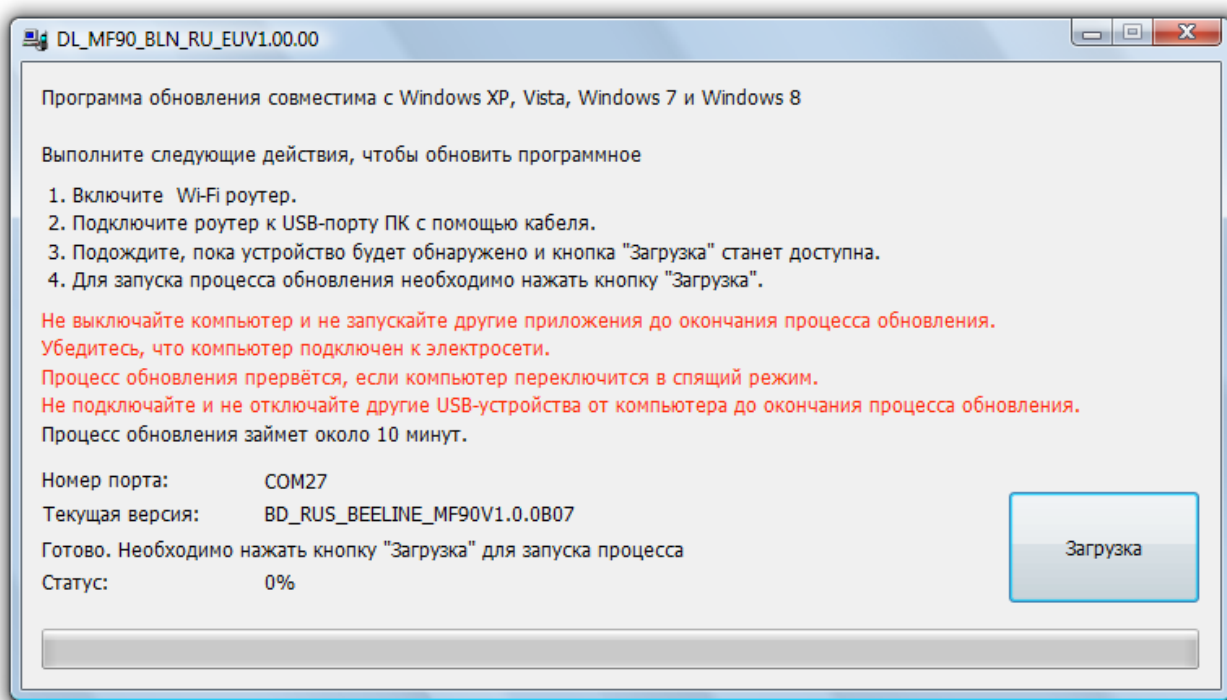 DL_MF90_BLN_RU_EUV1.00.00
Программа обновления совместима с Windows XP, Vista, Windows 7 и Windows 8
Выполните следующие действия, чтобы обновить программное
1. Включите Wi-Fi роутер.
2. Подключите роутер к USB-порту ПК с помощью кабеля.
3. Подождите, пока устройство будет обнаружено и кнопка "Загрузка" станет доступна.
4. Для запуска процесса обновления необходимо нажать кнопку "Загрузка".
Не выключайте компьютер и не запускайте другие приложения до окончания процесса обновления.
Убедитесь, что компьютер подключен к электросети.
Процесс обновления прервётся, если компьютер переключится в спящий режим.
Не подключайте и не отключайте другие USB-устройства от компьютера до окончания процесса обновления.
Процесс обновления займет около 10 минут.
Номер порта: COM27
Текущая версия: BD_RUS_BEELINE_MF90V1.0.0B07
Готово. Необходимо нажать кнопку "Загрузка" для запуска процесса
Статус: 0%
Загрузка